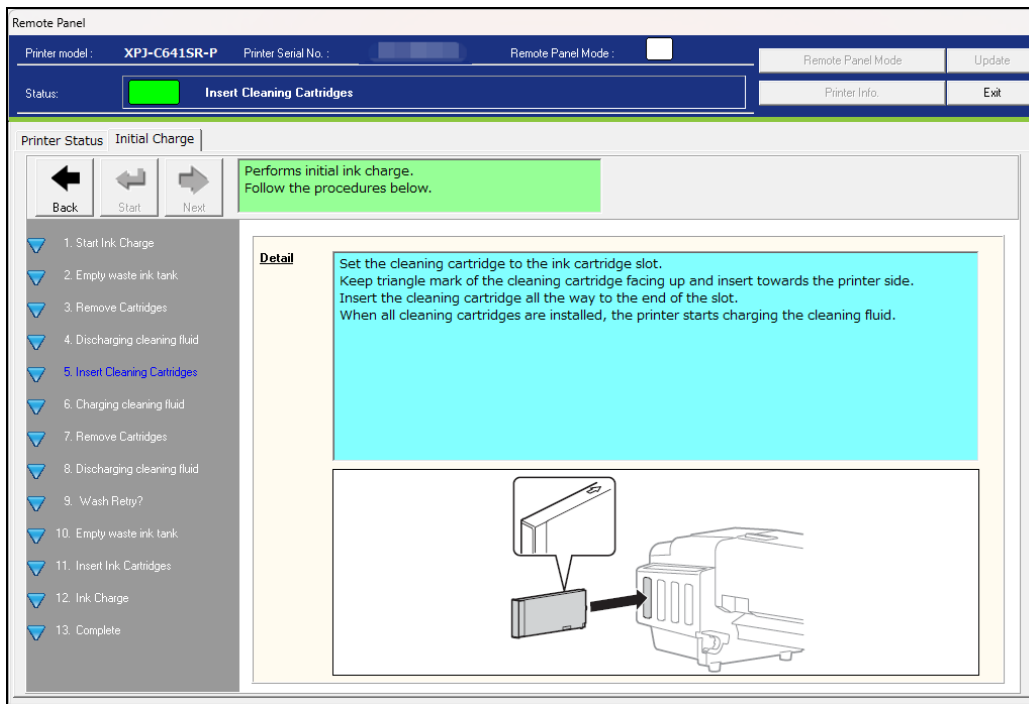 Remote Panel
Printer model : XPJ-C641SR-P Printer Serial No. : Remote Panel Mode :
Remote Panel Mode Update
Status: Insert Cleaning Cartridges
Printer Info. Exit
Printer Status Initial Charge
Back Start Next
Performs initial ink charge.
Follow the procedures below.
1. Start Ink Charge
2. Empty waste ink tank
3. Remove Cartridges
4. Discharging cleaning fluid
5. Insert Cleaning Cartridges
6. Charging cleaning fluid
7. Remove Cartridges
8. Discharging cleaning fluid
9. Wash Retry?
10. Empty waste ink tank
11. Insert Ink Cartridges
12. Ink Charge
13. Complete
Detail
Set the cleaning cartridge to the ink cartridge slot.
Keep triangle mark of the cleaning cartridge facing up and insert towards the printer side.
Insert the cleaning cartridge all the way to the end of the slot.
When all cleaning cartridges are installed, the printer starts charging the cleaning fluid.